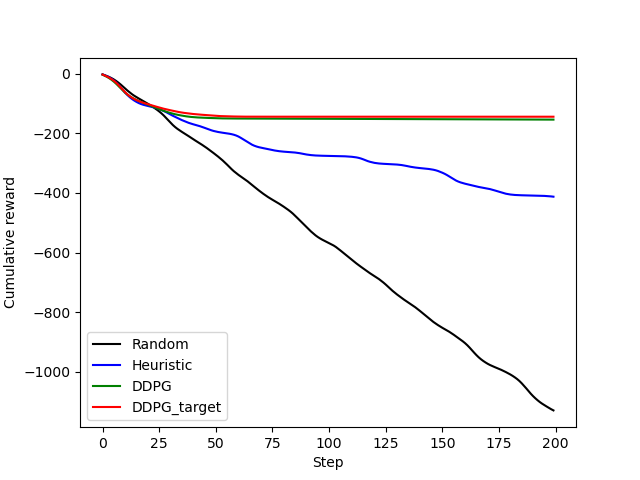 0
−200
−400
−600
−800
−1000
Cumulative reward
Random
Heuristic
DDPG
DDPG_target
0 25 50 75 100 125 150 175 200
Step